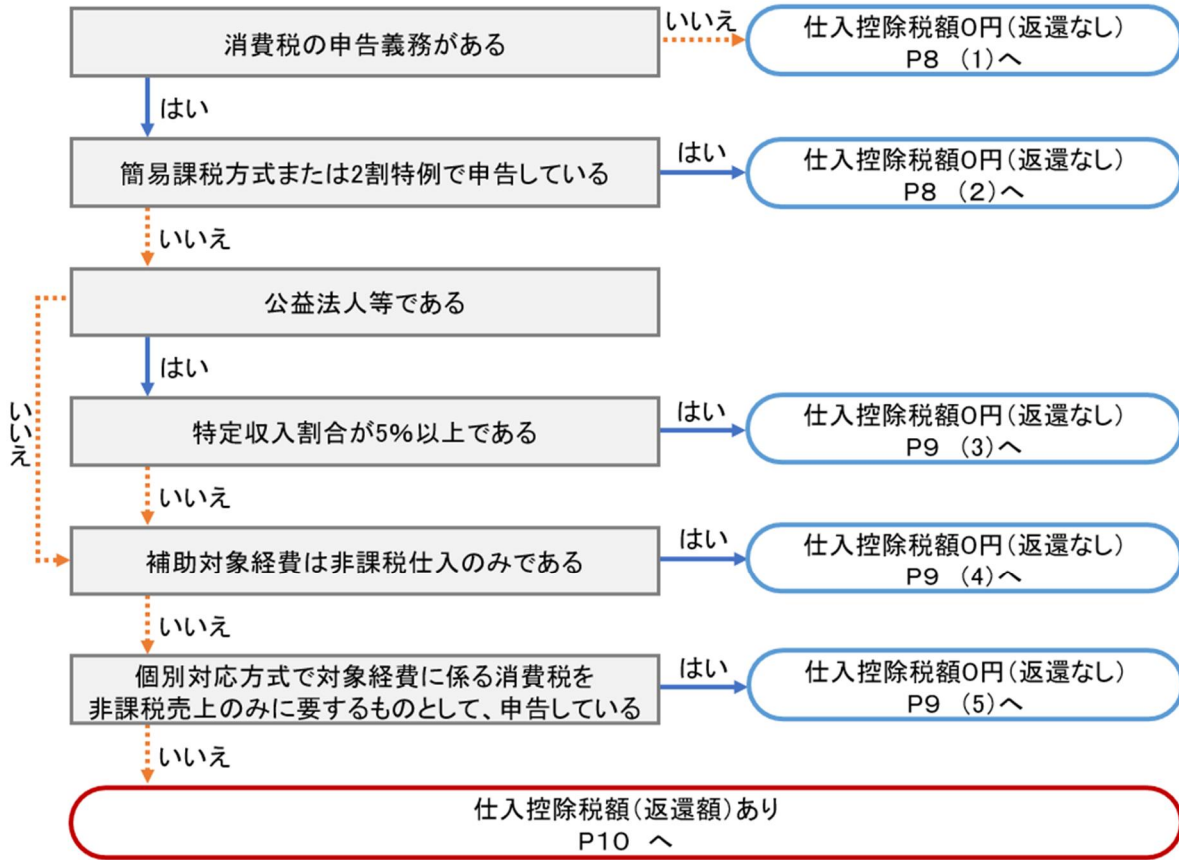 消費税の申告義務がある
いいえ
仕入控除税額0円(返還なし)
P8 (1)へ
はい
簡易課税方式または2割特例で申告している
はい
仕入控除税額0円(返還なし)
P8 (2)へ
いいえ
公益法人等である
はい
いいえ
特定収入割合が5%以上である
はい
仕入控除税額0円(返還なし)
P9 (3)へ
いいえ
補助対象経費は非課税仕入のみである
はい
仕入控除税額0円(返還なし)
P9 (4)へ
いいえ
個別対応方式で対象経費に係る消費税を
非課税売上のみに要するものとして、申告している
はい
仕入控除税額0円(返還なし)
P9 (5)へ
いいえ
仕入控除税額(返還額)あり
P10 へ